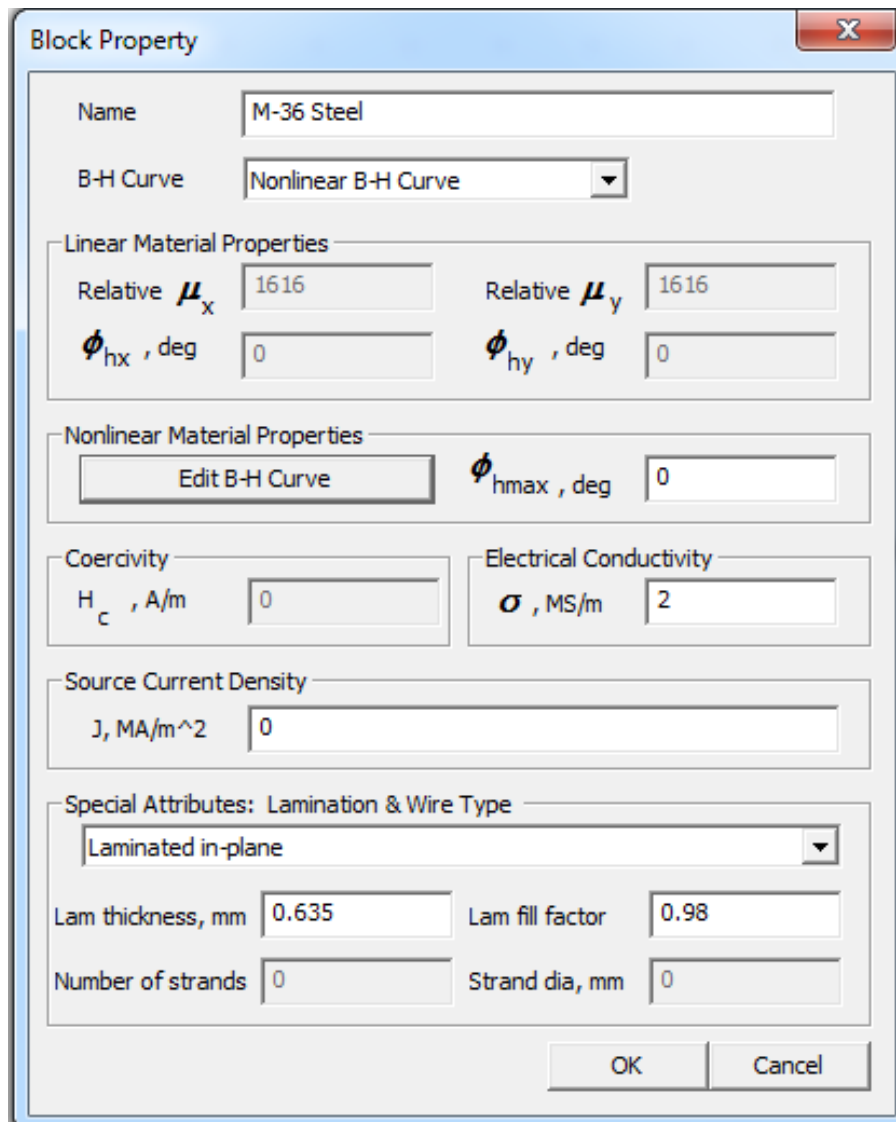 Block Property
Name M-36 Steel
B-H Curve Nonlinear B-H Curve
Linear Material Properties
Relative μx 1616 Relative μy 1616
ϕhx , deg 0 ϕhy , deg 0
Nonlinear Material Properties
Edit B-H Curve ϕhmax , deg 0
Coercivity Electrical Conductivity
Hc , A/m 0 σ , MS/m 2
Source Current Density
J, MA/m^2 0
Special Attributes: Lamination & Wire Type
Laminated in-plane
Lam thickness, mm 0.635 Lam fill factor 0.98
Number of strands 0 Strand dia, mm 0
OK Cancel